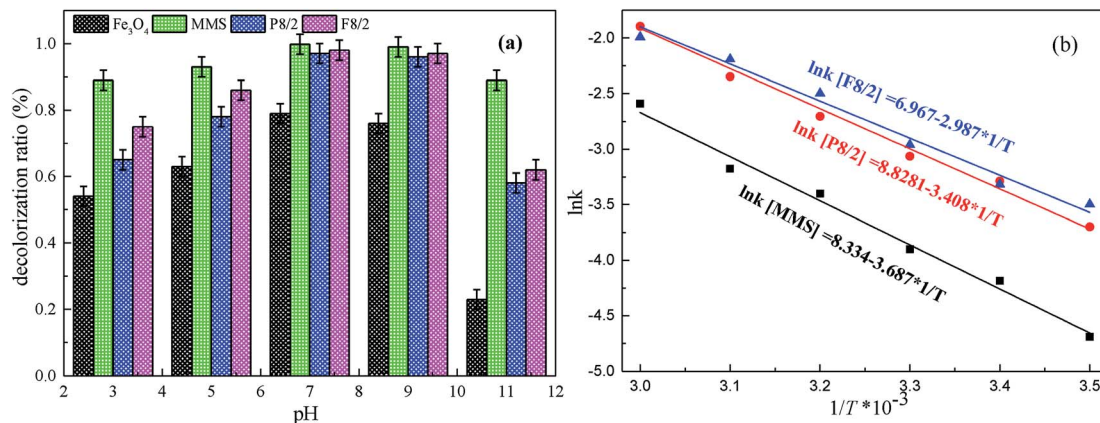 Fe3O4 MMS P8/2 F8/2
(a)
1.0
0.8
0.6
0.4
0.2
0.0
decolorization ratio (%)
2 3 4 5 6 7 8 9 10 11 12
pH
(b)
-2.0
-2.5
-3.0
-3.5
-4.0
-4.5
-5.0
lnk
lnk [F8/2] =6.967-2.987*1/T
lnk [P8/2] =8.8281-3.408*1/T
lnk [MMS] =8.334-3.687*1/T
3.0 3.1 3.2 3.3 3.4 3.5
1/T *10-3